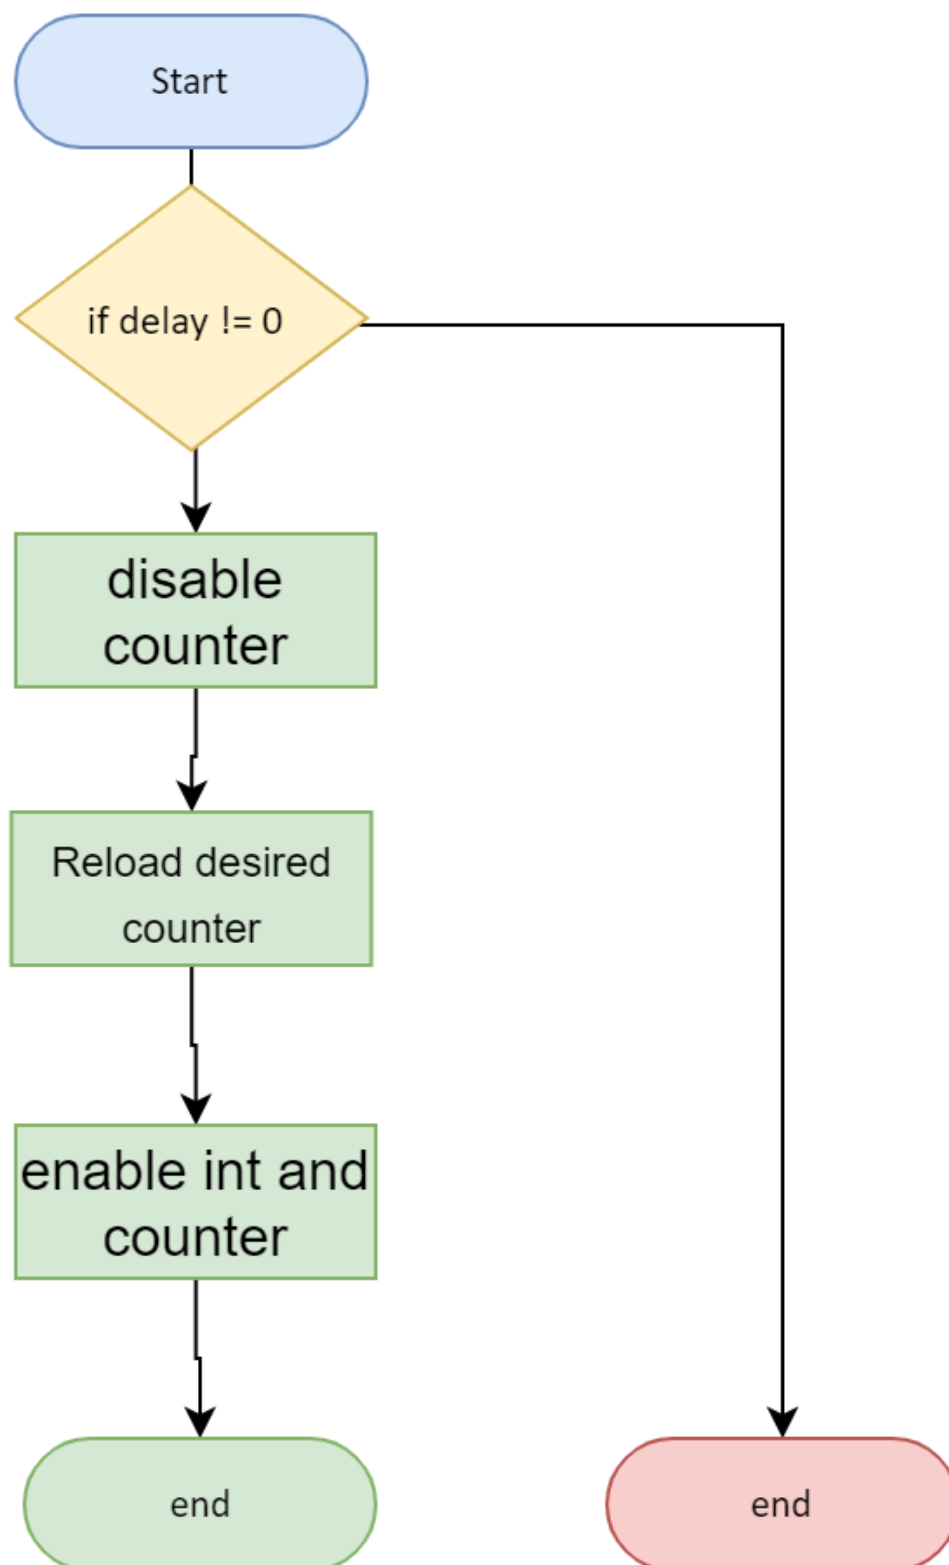 Start
if delay != 0
disable
counter
Reload desired
counter
enable int and
counter
end
end